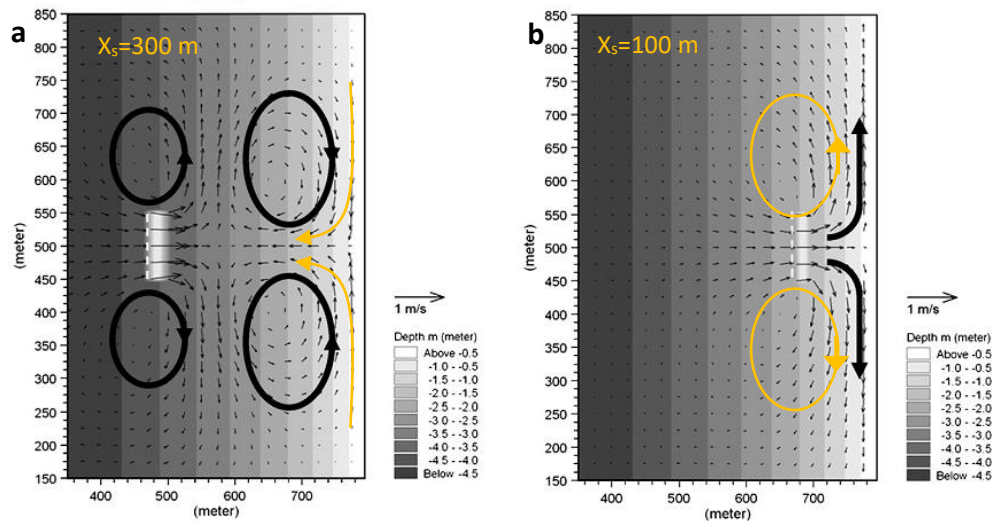 a
Xs=300 m
850
800
750
700
650
600
550
500
450
400
350
300
250
200
150
(meter)
400 500 600 700
(meter)
1 m/s
Depth m (meter)
Above -0.5
-1.0 - -0.5
-1.5 - -1.0
-2.0 - -1.5
-2.5 - -2.0
-3.0 - -2.5
-3.5 - -3.0
-4.0 - -3.5
-4.5 - -4.0
Below -4.5
b
Xs=100 m
850
800
750
700
650
600
550
500
450
400
350
300
250
200
150
(meter)
400 500 600 700
(meter)
1 m/s
Depth m (meter)
Above -0.5
-1.0 - -0.5
-1.5 - -1.0
-2.0 - -1.5
-2.5 - -2.0
-3.0 - -2.5
-3.5 - -3.0
-4.0 - -3.5
-4.5 - -4.0
Below -4.5